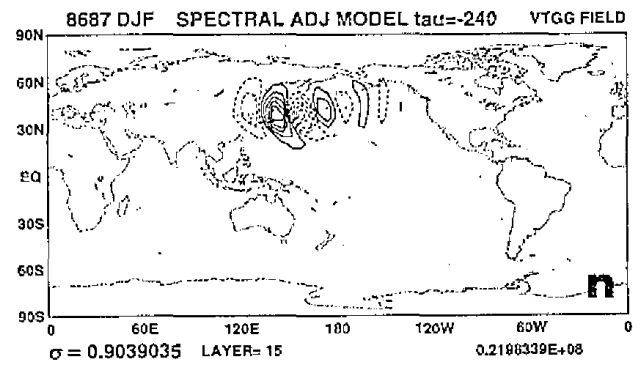 8687 DJF SPECTRAL ADJ MODEL tau=-240 VTGG FIELD
90N
60N
30N
EQ
30S
60S
90S
0 60E 120E 180 120W 60W 0
n
σ = 0.9039035 LAYER= 15 0.2198339E+08